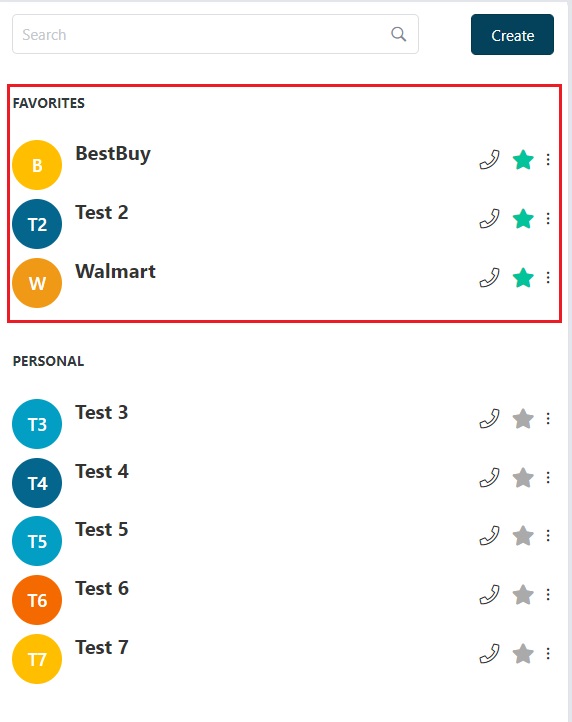 Search
Create
FAVORITES
B
BestBuy
T2
Test 2
W
Walmart
PERSONAL
T3
Test 3
T4
Test 4
T5
Test 5
T6
Test 6
T7
Test 7